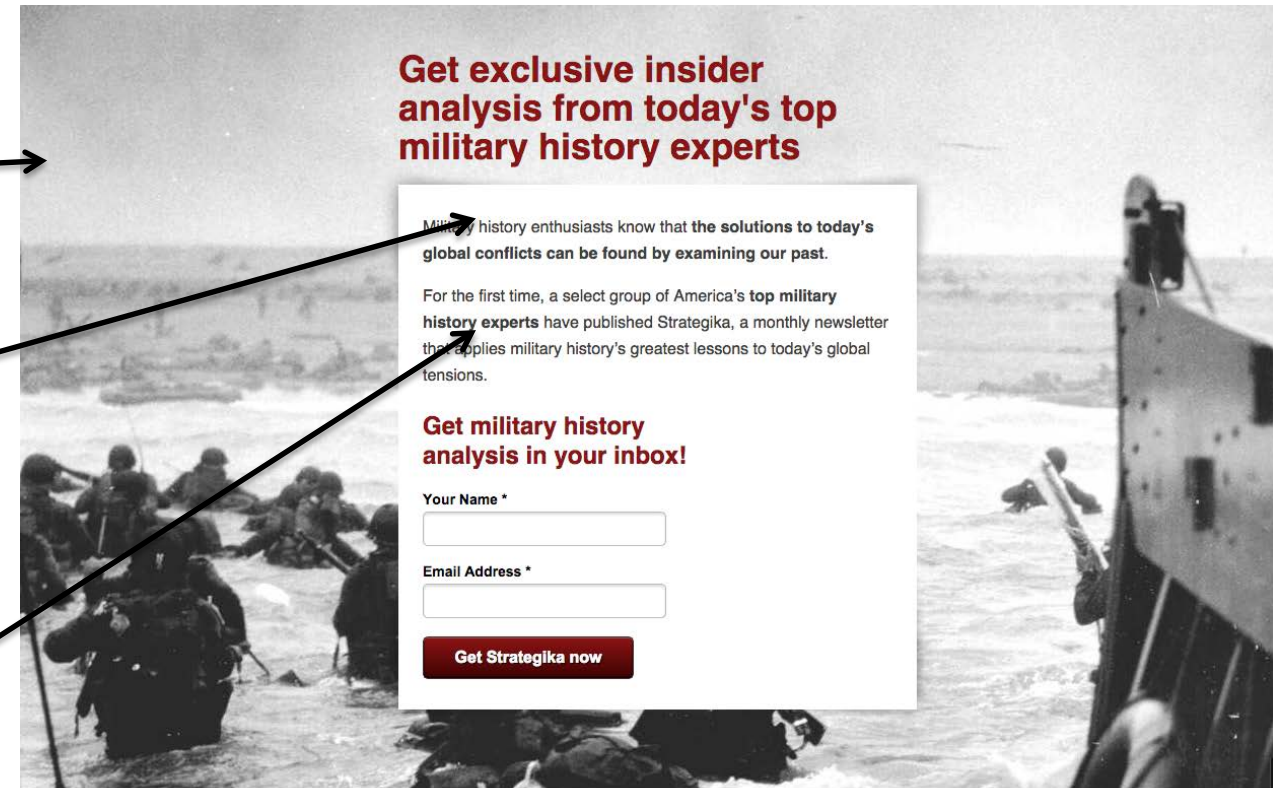 Get exclusive insider
analysis from today's top
military history experts
Military history enthusiasts know that the solutions to today's
global conflicts can be found by examining our past.
For the first time, a select group of America's top military
history experts have published Strategika, a monthly newsletter
that applies military history's greatest lessons to today's global
tensions.
Get military history
analysis in your inbox!
Your Name *
Email Address *
Get Strategika now